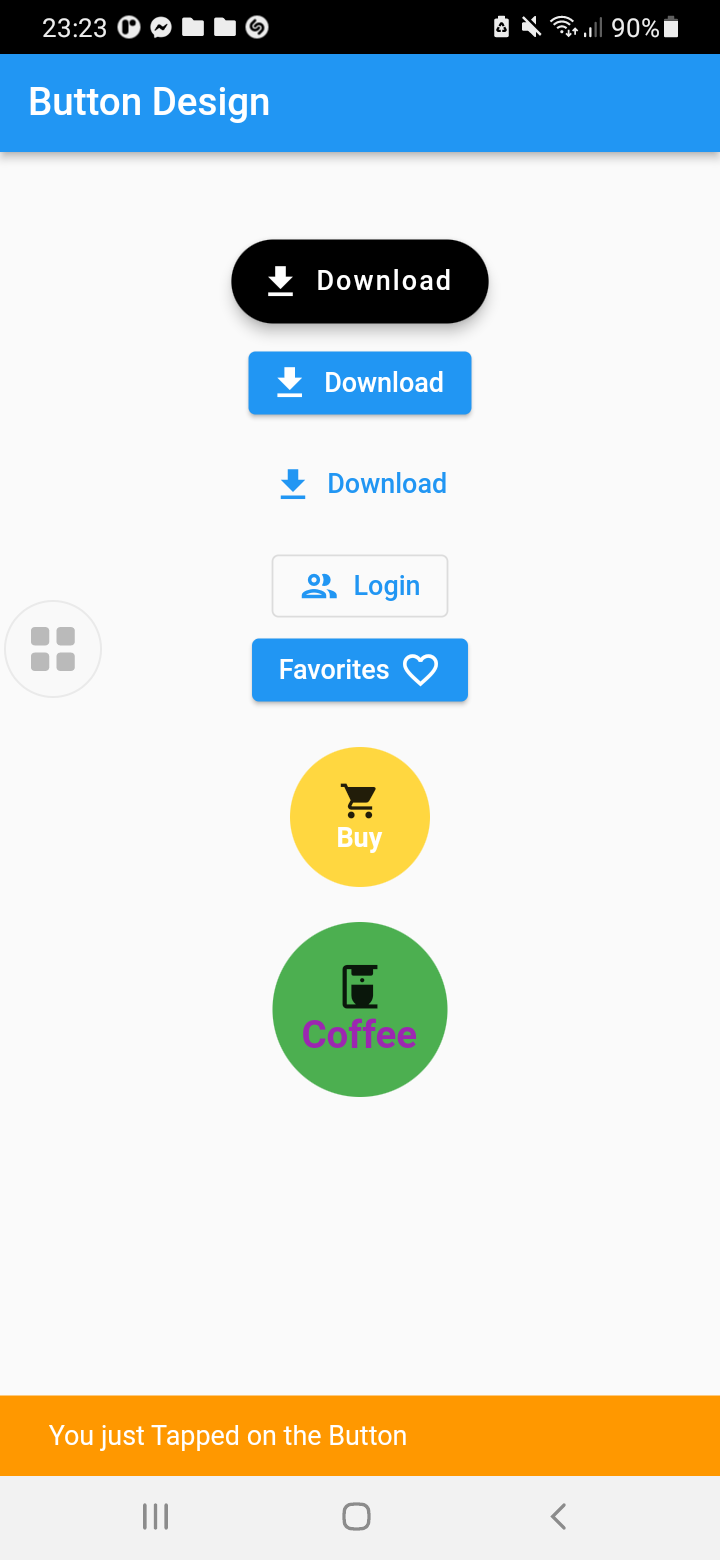 23:23 90%
Button Design
Download
Download
Download
Login
Favorites
Buy
Coffee
You just Tapped on the Button